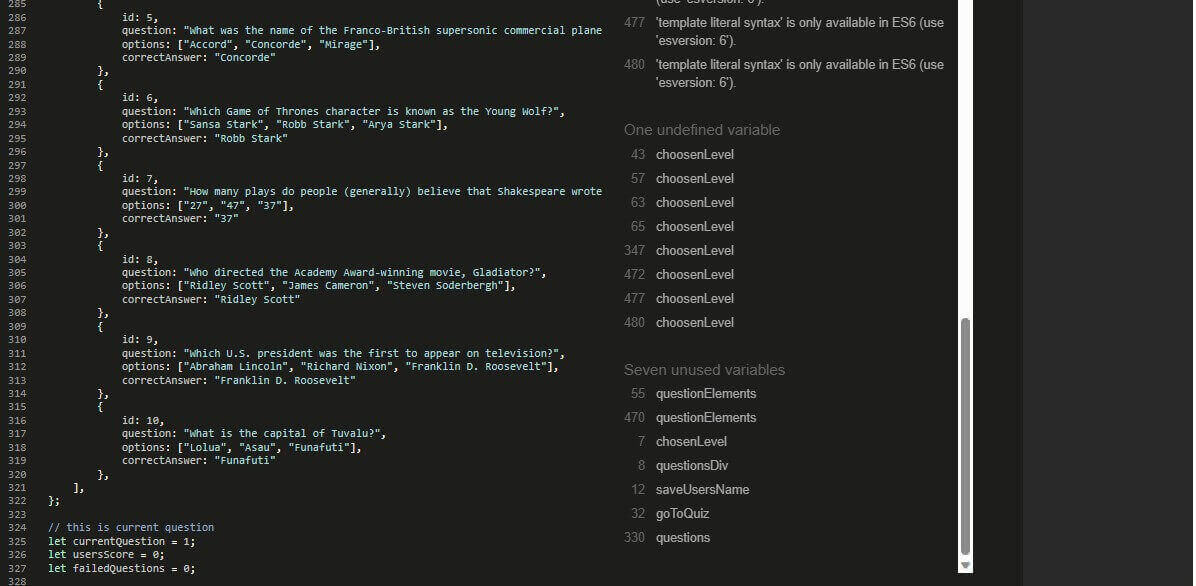 285 {
286 id: 5,
287 question: "What was the name of the Franco-British supersonic commercial plane
288 options: ["Accord", "Concorde", "Mirage"],
289 correctAnswer: "Concorde"
290 },
291 {
292 id: 6,
293 question: "Which Game of Thrones character is known as the Young Wolf?",
294 options: ["Sansa Stark", "Robb Stark", "Arya Stark"],
295 correctAnswer: "Robb Stark"
296 },
297 {
298 id: 7,
299 question: "How many plays do people (generally) believe that Shakespeare wrote
300 options: ["27", "47", "37"],
301 correctAnswer: "37"
302 },
303 {
304 id: 8,
305 question: "Who directed the Academy Award-winning movie, Gladiator?",
306 options: ["Ridley Scott", "James Cameron", "Steven Soderbergh"],
307 correctAnswer: "Ridley Scott"
308 },
309 {
310 id: 9,
311 question: "Which U.S. president was the first to appear on television?",
312 options: ["Abraham Lincoln", "Richard Nixon", "Franklin D. Roosevelt"],
313 correctAnswer: "Franklin D. Roosevelt"
314 },
315 {
316 id: 10,
317 question: "What is the capital of Tuvalu?",
318 options: ["Lolua", "Asau", "Funafuti"],
319 correctAnswer: "Funafuti"
320 },
321 ],
322 };
323
324 // this is current question
325 let currentQuestion = 1;
326 let usersScore = 0;
327 let failedQuestions = 0;
328
(use 'esversion: 6').
477 'template literal syntax' is only available in ES6 (use
'esversion: 6').
480 'template literal syntax' is only available in ES6 (use
'esversion: 6').
One undefined variable
43 choosenLevel
57 choosenLevel
63 choosenLevel
65 choosenLevel
347 choosenLevel
472 choosenLevel
477 choosenLevel
480 choosenLevel
Seven unused variables
55 questionElements
470 questionElements
7 chosenLevel
8 questionsDiv
12 saveUsersName
32 goToQuiz
330 questions